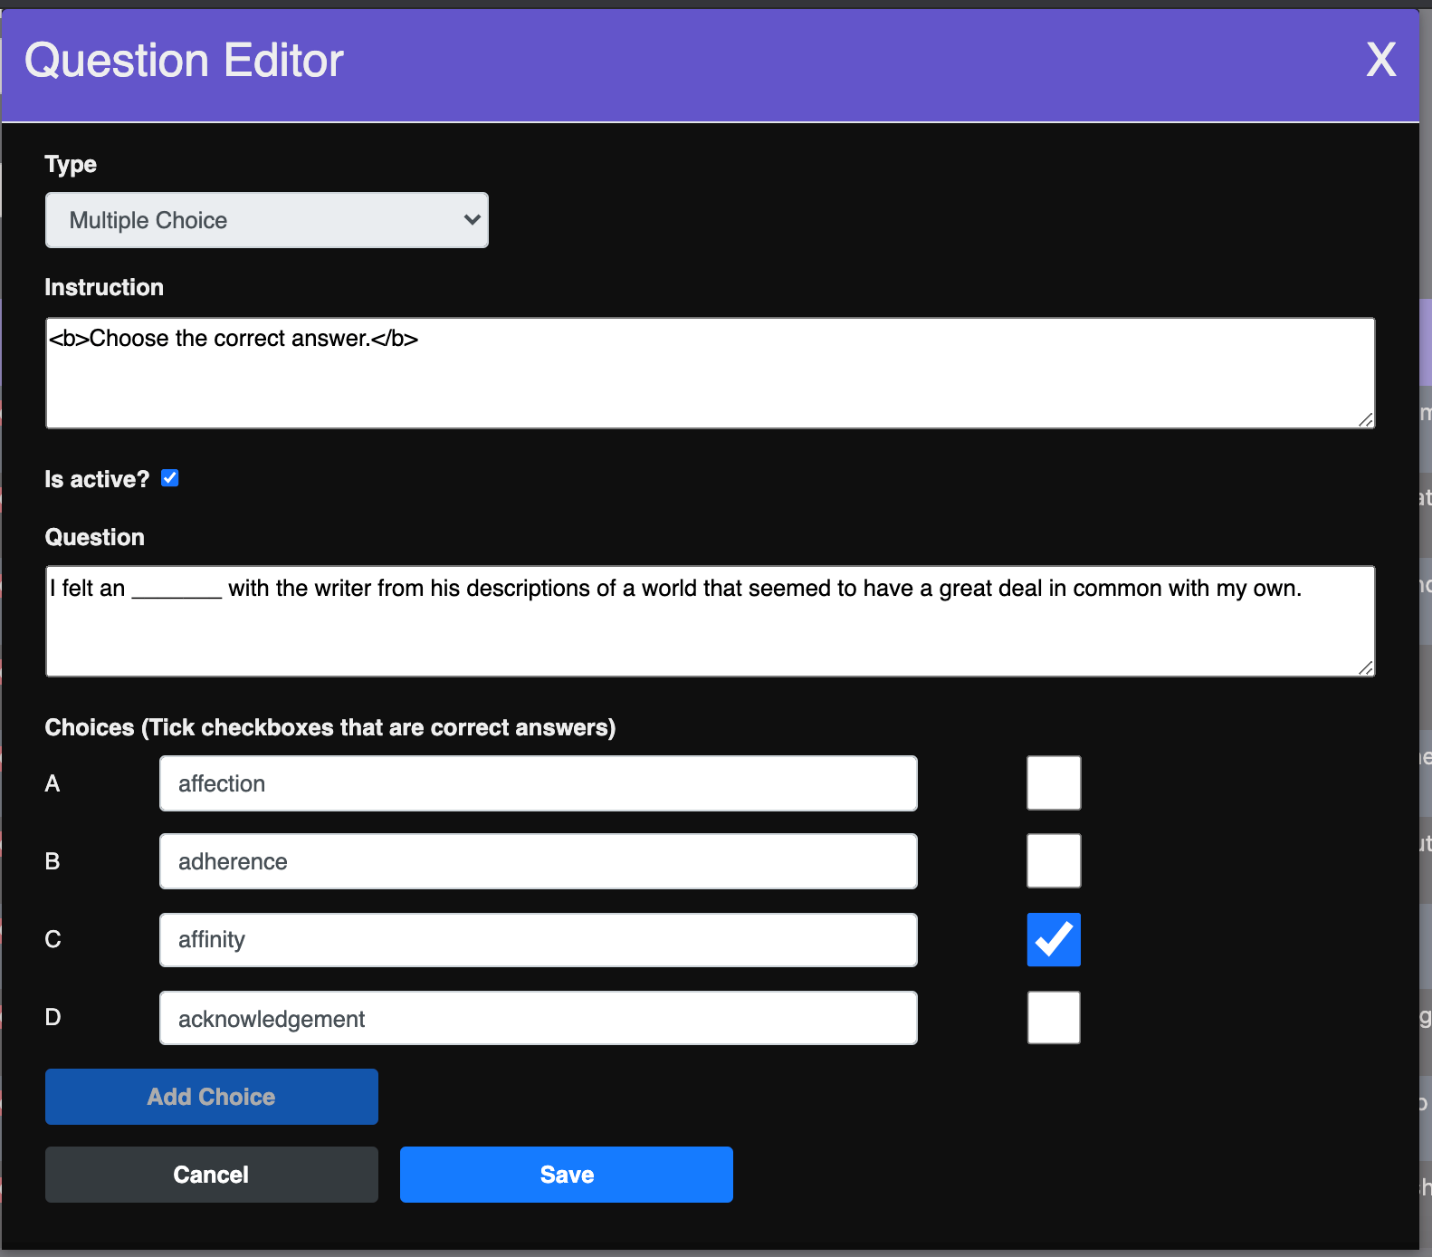 Question Editor X
Type
Multiple Choice
Instruction
<b>Choose the correct answer.</b>
Is active?
Question
I felt an ________ with the writer from his descriptions of a world that seemed to have a great deal in common with my own.
Choices (Tick checkboxes that are correct answers)
A affection
B adherence
C affinity
D acknowledgement
Add Choice
Cancel Save